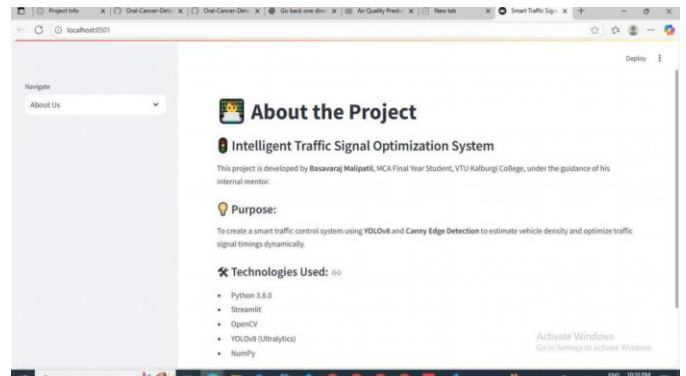 Project Info
Oral-Cancer-Dete
Oral-Cancer-Dete
Go back one dire
Air Quality Predic
New tab
Smart Traffic Sign
localhost:8501
Deploy
Navigate
About Us
About the Project
Intelligent Traffic Signal Optimization System
This project is developed by Basavaraj Malipatil, MCA Final Year Student, VTU Kalburgi College, under the guidance of his
internal mentor.
Purpose:
To create a smart traffic control system using YOLOv8 and Canny Edge Detection to estimate vehicle density and optimize traffic
signal timings dynamically.
Technologies Used:
• Python 3.8.0
• Streamlit
• OpenCV
• YOLOv8 (Ultralytics)
• NumPy
Activate Windows
Go to Settings to activate Windows.
ENG 10:10 PM